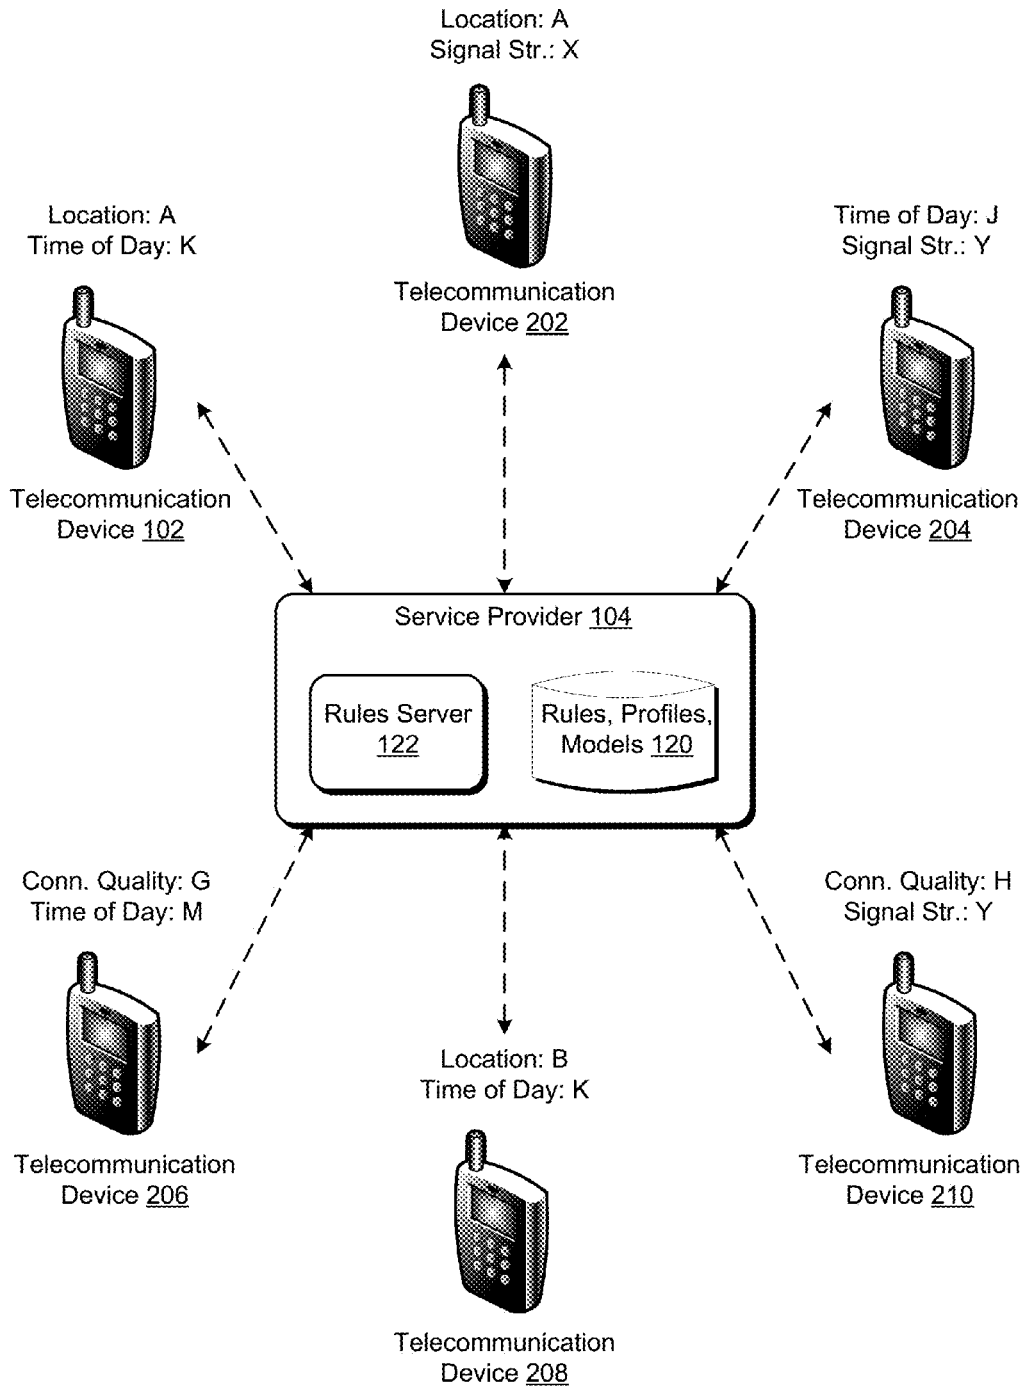 Location: A
Signal Str.: X
Telecommunication
Device 202
Location: A
Time of Day: K
Telecommunication
Device 102
Time of Day: J
Signal Str.: Y
Telecommunication
Device 204
Service Provider 104
Rules Server
122
Rules, Profiles,
Models 120
Conn. Quality: G
Time of Day: M
Telecommunication
Device 206
Location: B
Time of Day: K
Telecommunication
Device 208
Conn. Quality: H
Signal Str.: Y
Telecommunication
Device 210